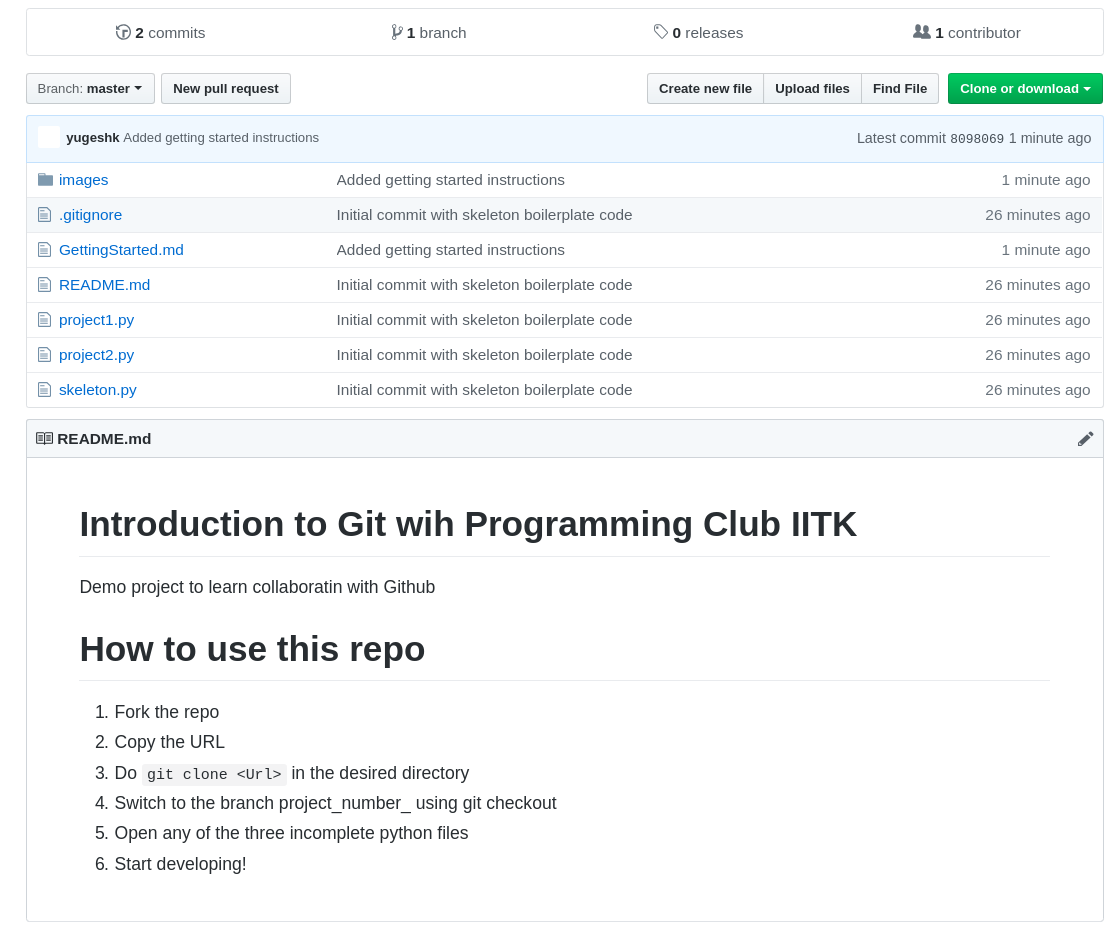 2 commits 1 branch 0 releases 1 contributor
Branch: master New pull request Create new file Upload files Find File Clone or download
yugeshk Added getting started instructions Latest commit 8098069 1 minute ago
images Added getting started instructions 1 minute ago
.gitignore Initial commit with skeleton boilerplate code 26 minutes ago
GettingStarted.md Added getting started instructions 1 minute ago
README.md Initial commit with skeleton boilerplate code 26 minutes ago
project1.py Initial commit with skeleton boilerplate code 26 minutes ago
project2.py Initial commit with skeleton boilerplate code 26 minutes ago
skeleton.py Initial commit with skeleton boilerplate code 26 minutes ago
README.md
Introduction to Git wih Programming Club IITK
Demo project to learn collaboratin with Github
How to use this repo
1. Fork the repo
2. Copy the URL
3. Do git clone <Url> in the desired directory
4. Switch to the branch project_number_ using git checkout
5. Open any of the three incomplete python files
6. Start developing!